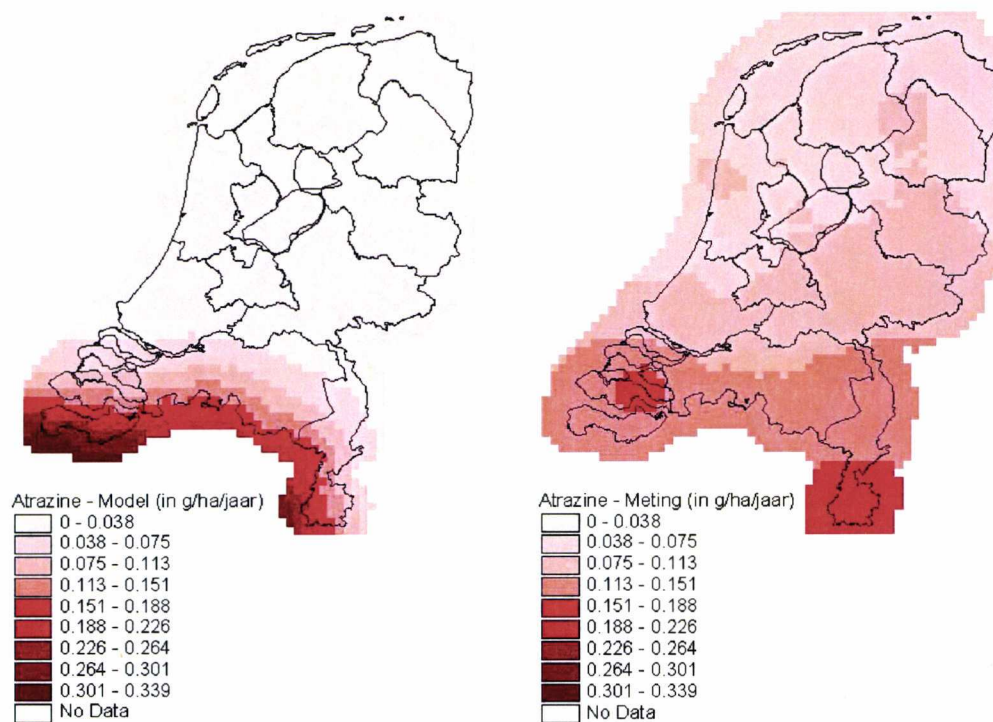 Atrazine - Model (in g/ha/jaar)
0 - 0.038
0.038 - 0.075
0.075 - 0.113
0.113 - 0.151
0.151 - 0.188
0.188 - 0.226
0.226 - 0.264
0.264 - 0.301
0.301 - 0.339
No Data
Atrazine - Meting (in g/ha/jaar)
0 - 0.038
0.038 - 0.075
0.075 - 0.113
0.113 - 0.151
0.151 - 0.188
0.188 - 0.226
0.226 - 0.264
0.264 - 0.301
0.301 - 0.339
No Data